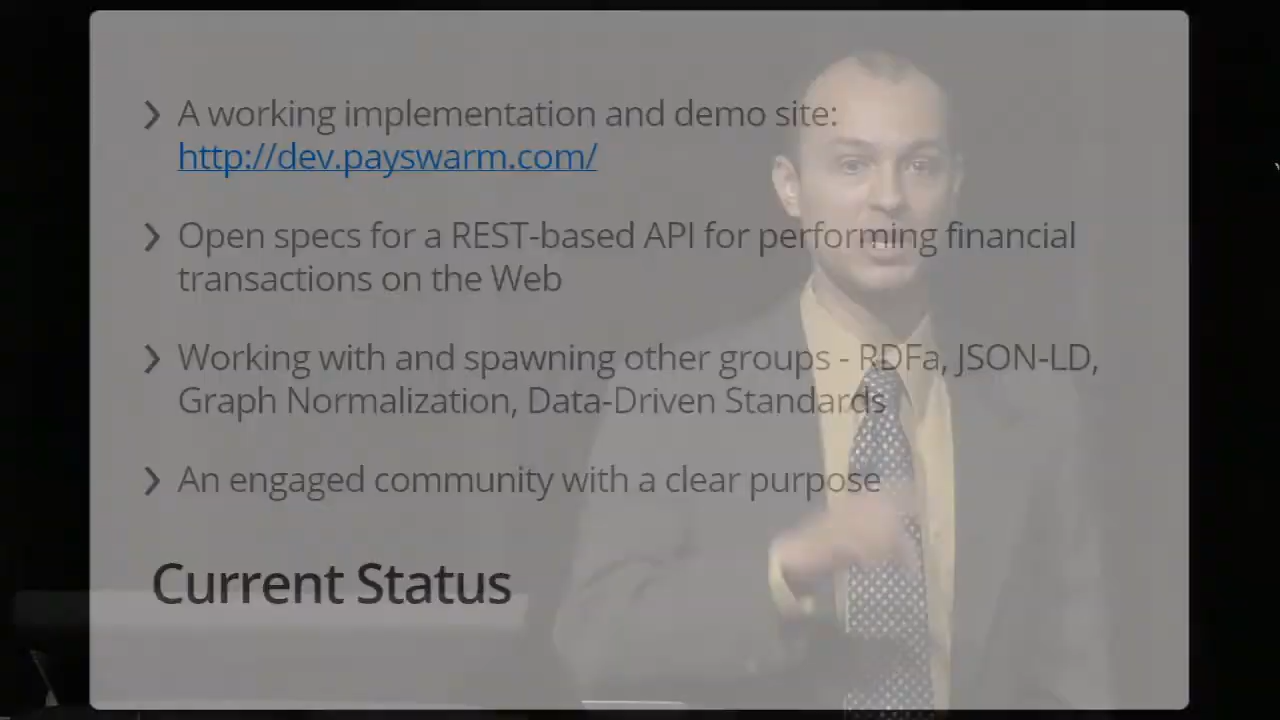 A working implementation and demo site:
http://dev.payswarm.com/
Open specs for a REST-based API for performing financial
transactions on the Web
Working with and spawning other groups - RDFa, JSON-LD,
Graph Normalization, Data-Driven Standards
An engaged community with a clear purpose
Current Status